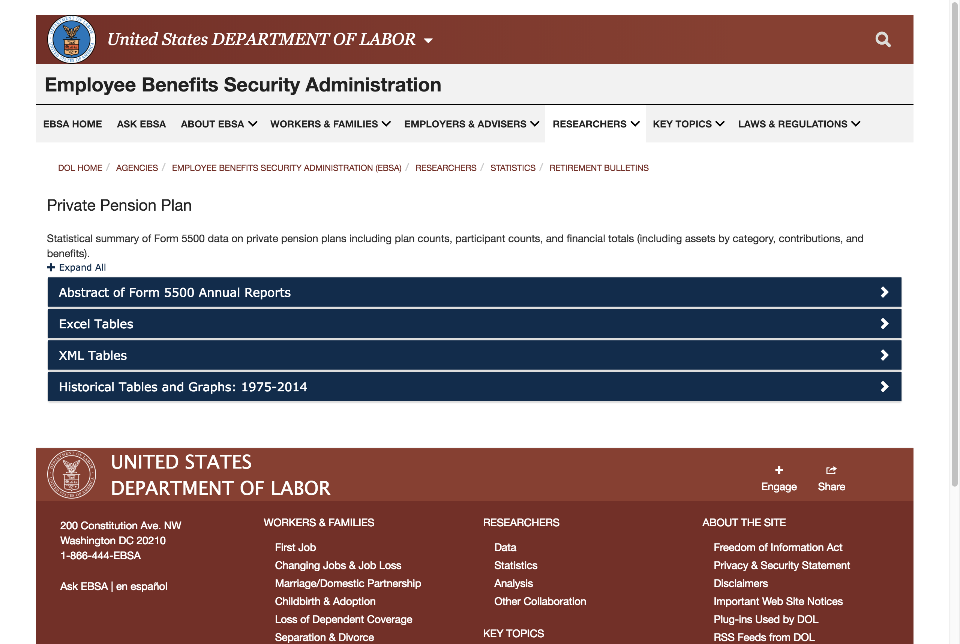 United States DEPARTMENT OF LABOR
Employee Benefits Security Administration
EBSA HOME ASK EBSA ABOUT EBSA WORKERS & FAMILIES EMPLOYERS & ADVISERS RESEARCHERS KEY TOPICS LAWS & REGULATIONS
DOL HOME / AGENCIES / EMPLOYEE BENEFITS SECURITY ADMINISTRATION (EBSA) / RESEARCHERS / STATISTICS / RETIREMENT BULLETINS
Private Pension Plan
Statistical summary of Form 5500 data on private pension plans including plan counts, participant counts, and financial totals (including assets by category, contributions, and
benefits).
Expand All
Abstract of Form 5500 Annual Reports
Excel Tables
XML Tables
Historical Tables and Graphs: 1975-2014
UNITED STATES
DEPARTMENT OF LABOR
Engage Share
200 Constitution Ave. NW
Washington DC 20210
1-866-444-EBSA
Ask EBSA | en español
WORKERS & FAMILIES
First Job
Changing Jobs & Job Loss
Marriage/Domestic Partnership
Childbirth & Adoption
Loss of Dependent Coverage
Separation & Divorce
RESEARCHERS
Data
Statistics
Analysis
Other Collaboration
KEY TOPICS
ABOUT THE SITE
Freedom of Information Act
Privacy & Security Statement
Disclaimers
Important Web Site Notices
Plug-ins Used by DOL
RSS Feeds from DOL